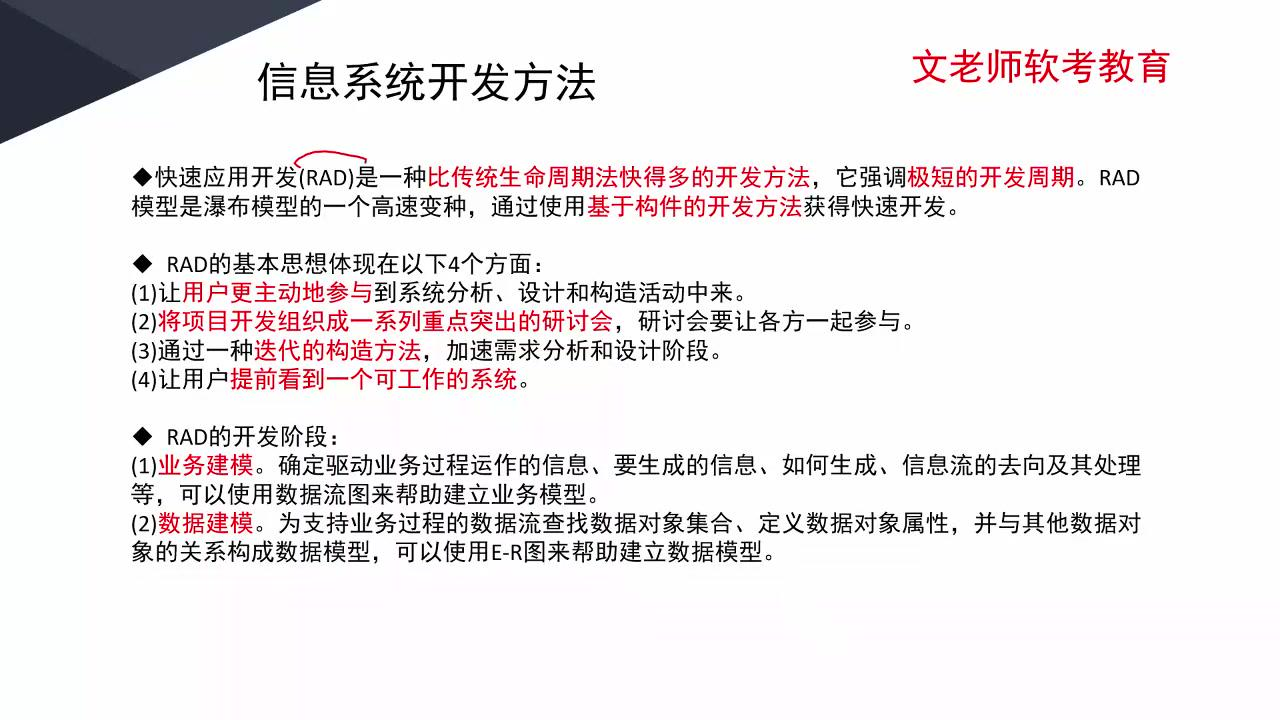 信息系统开发方法
文老师软考教育
◆快速应用开发(RAD)是一种比传统生命周期法快得多的开发方法，它强调极短的开发周期。RAD
模型是瀑布模型的一个高速变种，通过使用基于构件的开发方法获得快速开发。
◆ RAD的基本思想体现在以下4个方面：
(1)让用户更主动地参与到系统分析、设计和构造活动中来。
(2)将项目开发组织成一系列重点突出的研讨会，研讨会要让各方一起参与。
(3)通过一种迭代的构造方法，加速需求分析和设计阶段。
(4)让用户提前看到一个可工作的系统。
◆ RAD的开发阶段：
(1)业务建模。确定驱动业务过程运作的信息、要生成的信息、如何生成、信息流的去向及其处理
等，可以使用数据流图来帮助建立业务模型。
(2)数据建模。为支持业务过程的数据流查找数据对象集合、定义数据对象属性，并与其他数据对
象的关系构成数据模型，可以使用E-R图来帮助建立数据模型。